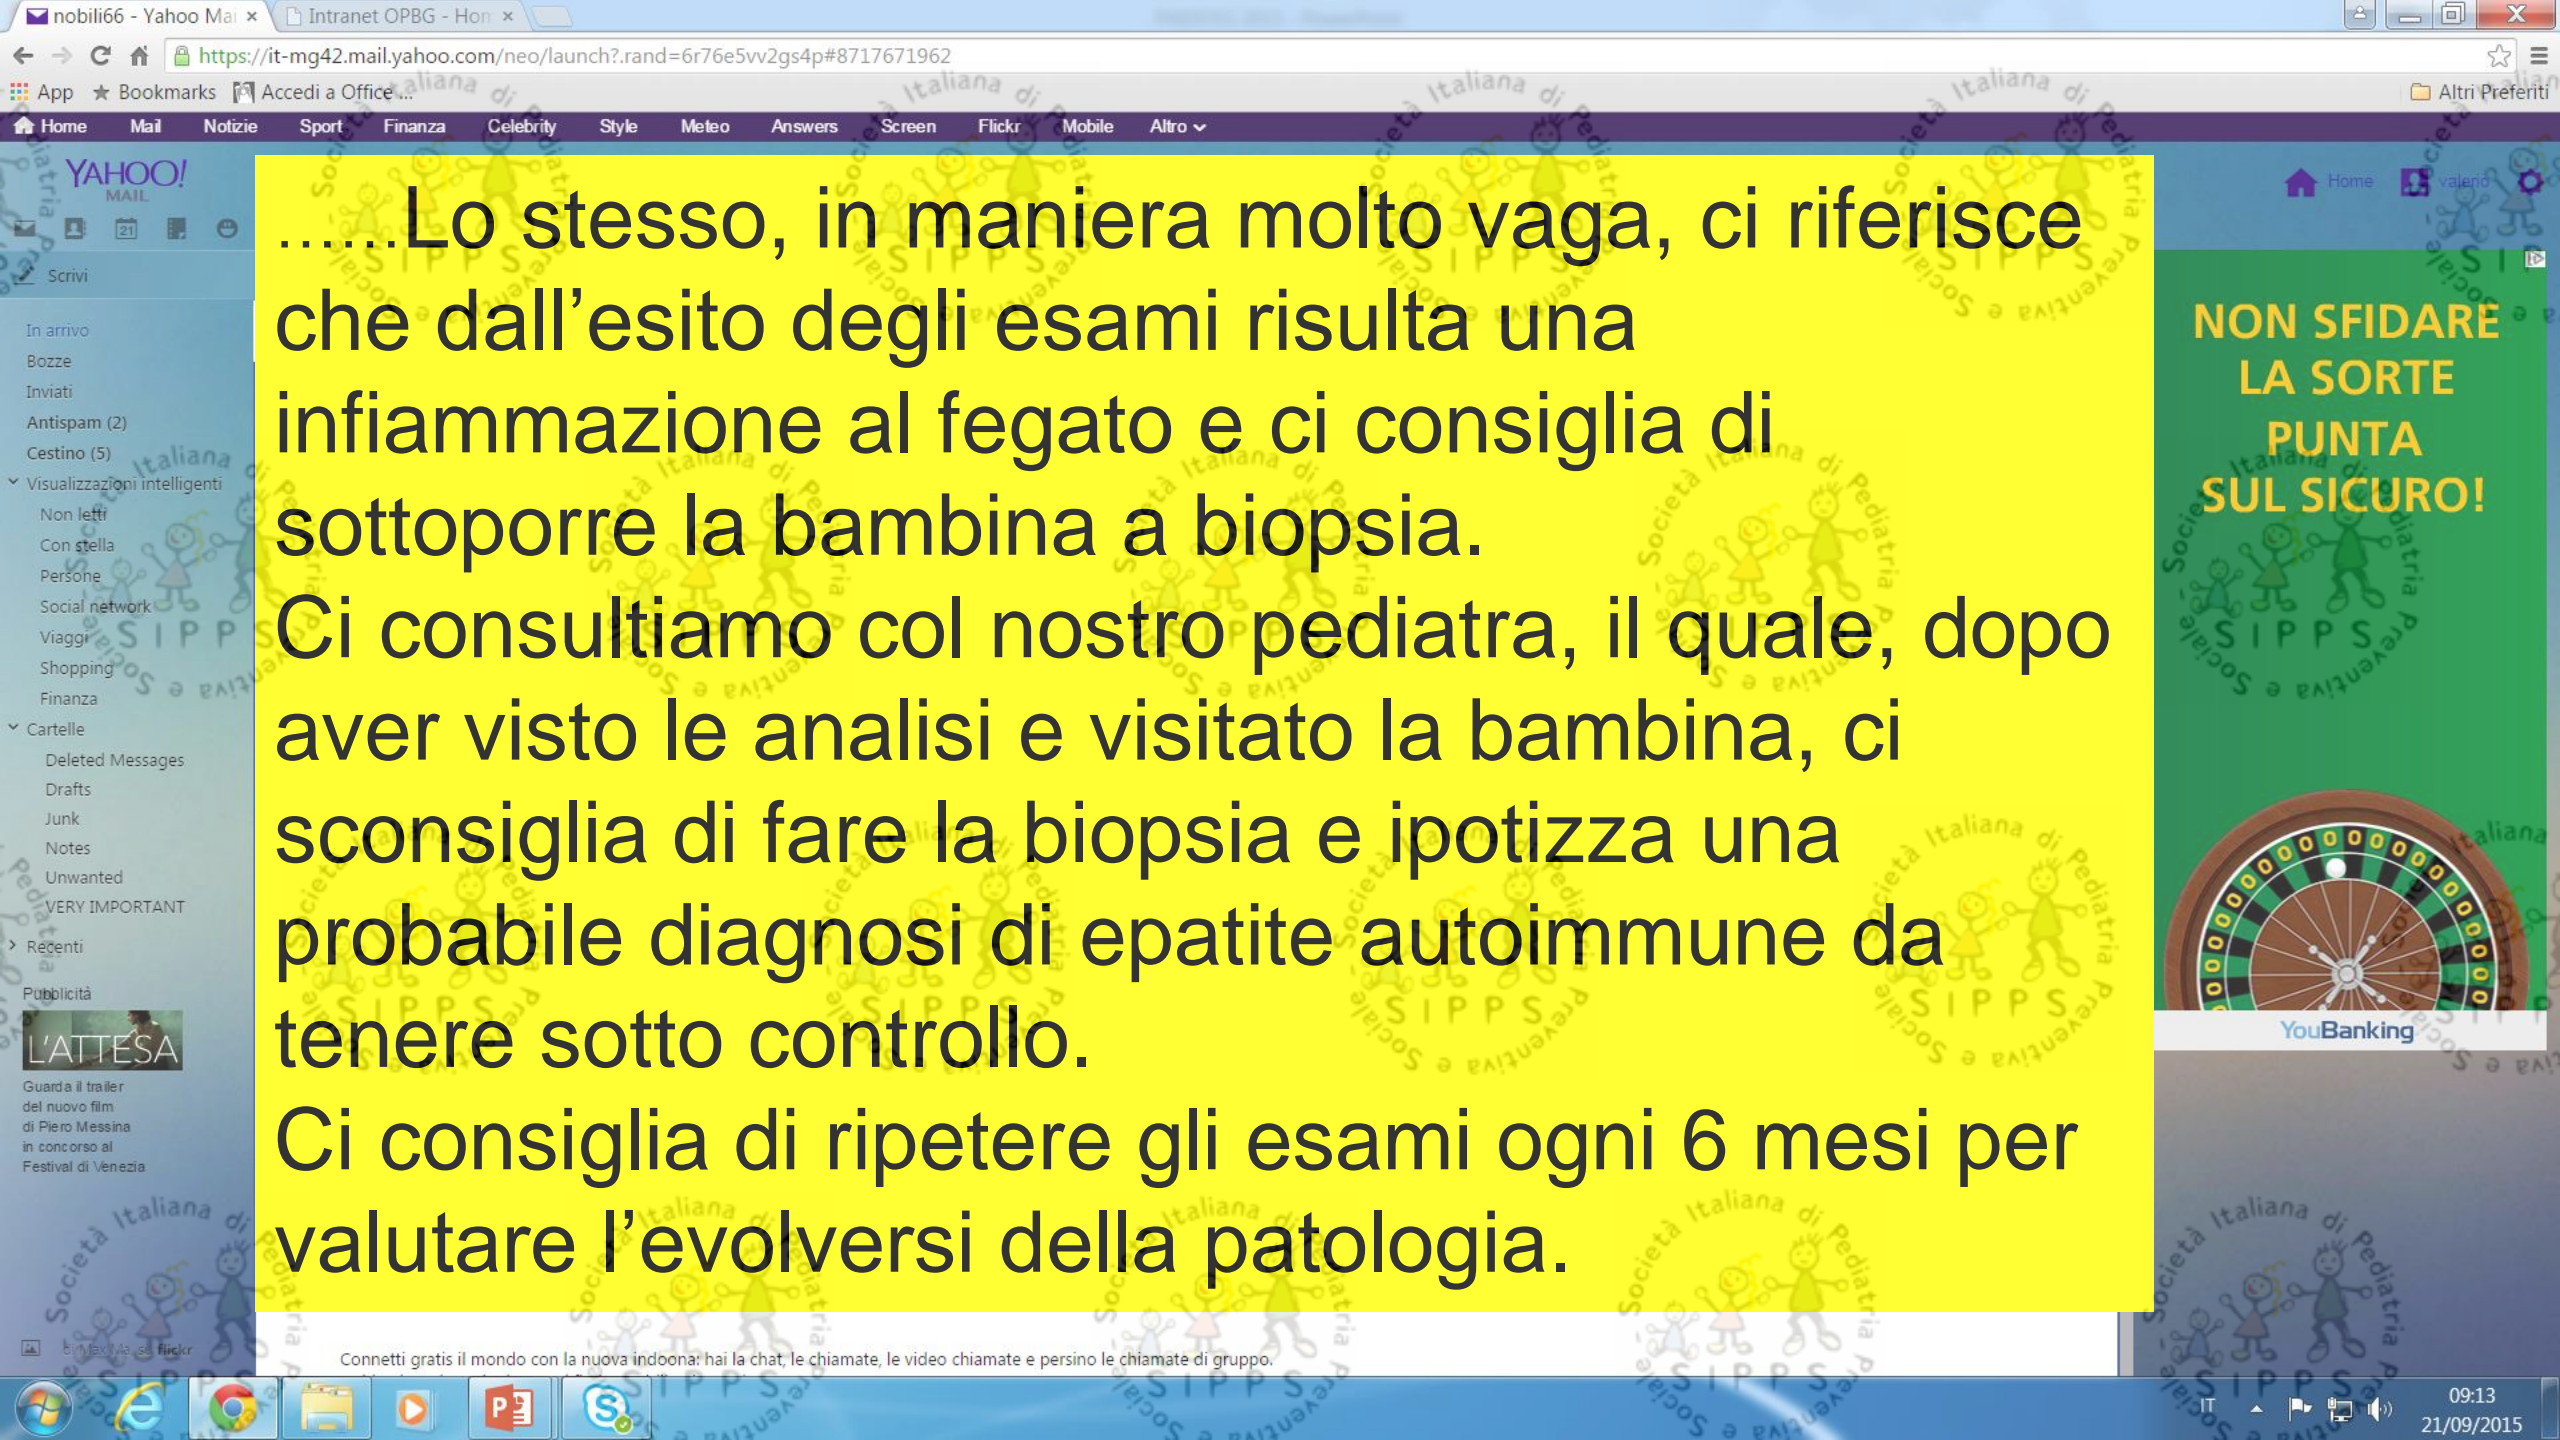 nobili66 - Yahoo Mai
Intranet OPBG - Hom
https://it-mg42.mail.yahoo.com/neo/launch?.rand=6r76e5vv2gs4p#8717671962
App Bookmarks Accedi a Office ... Altri Preferiti
Home Mail Notizie Sport Finanza Celebrity Style Meteo Answers Screen Flickr Mobile Altro
YAHOO!
MAIL
Home valerio
21
Scrivi
In arrivo
Bozze
Inviati
Antispam (2)
Cestino (5)
Visualizzazioni intelligenti
Non letti
Con stella
Persone
Social network
Viaggi
Shopping
Finanza
Cartelle
Deleted Messages
Drafts
Junk
Notes
Unwanted
VERY IMPORTANT
Recenti
Pubblicità
L'ATTESA
Guarda il trailer
del nuovo film
di Piero Messina
in concorso al
Festival di Venezia
......Lo stesso, in maniera molto vaga, ci riferisce
che dall’esito degli esami risulta una
infiammazione al fegato e ci consiglia di
sottoporre la bambina a biopsia.
Ci consultiamo col nostro pediatra, il quale, dopo
aver visto le analisi e visitato la bambina, ci
sconsiglia di fare la biopsia e ipotizza una
probabile diagnosi di epatite autoimmune da
tenere sotto controllo.
Ci consiglia di ripetere gli esami ogni 6 mesi per
valutare l’evolversi della patologia.
NON SFIDARE
LA SORTE
PUNTA
SUL SICURO!
YouBanking
Connetti gratis il mondo con la nuova indoona: hai la chat, le chiamate, le video chiamate e persino le chiamate di gruppo.
Società Italiana di Pediatria Preventiva e Sociale
SIPPS
IT
09:13
21/09/2015